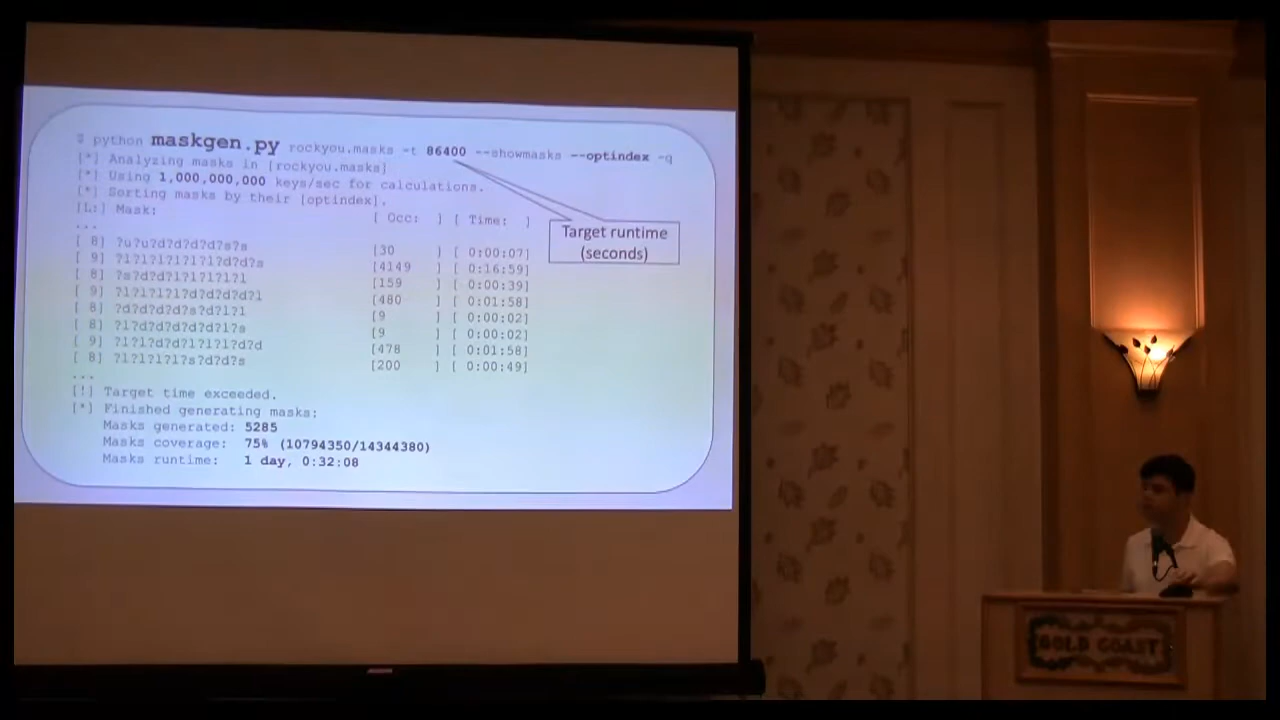 $ python maskgen.py rockyou.masks -t 86400 --showmasks --optindex -q
[*] Analyzing masks in [rockyou.masks]
[*] Using 1,000,000,000 keys/sec for calculations.
[*] Sorting masks by their [optindex].
[L:] Mask: [ Occ: ] [ Time: ]
...
[ 8] ?u?u?d?d?d?d?s?s [30 ] [ 0:00:07]
[ 9] ?l?l?l?l?l?l?d?d?s [4149 ] [ 0:16:59]
[ 8] ?s?d?d?l?l?l?l?l [159 ] [ 0:00:39]
[ 9] ?l?l?l?l?d?d?d?d?l [480 ] [ 0:01:58]
[ 8] ?d?d?d?d?s?d?l?l [9 ] [ 0:00:02]
[ 8] ?l?d?d?d?d?d?l?s [9 ] [ 0:00:02]
[ 9] ?l?l?d?d?l?l?l?d?d [478 ] [ 0:01:58]
[ 8] ?l?l?l?l?s?d?d?s [200 ] [ 0:00:49]
...
[!] Target time exceeded.
[*] Finished generating masks:
Masks generated: 5285
Masks coverage: 75% (10794350/14344380)
Masks runtime: 1 day, 0:32:08
Target runtime
(seconds)
GOLD COAST